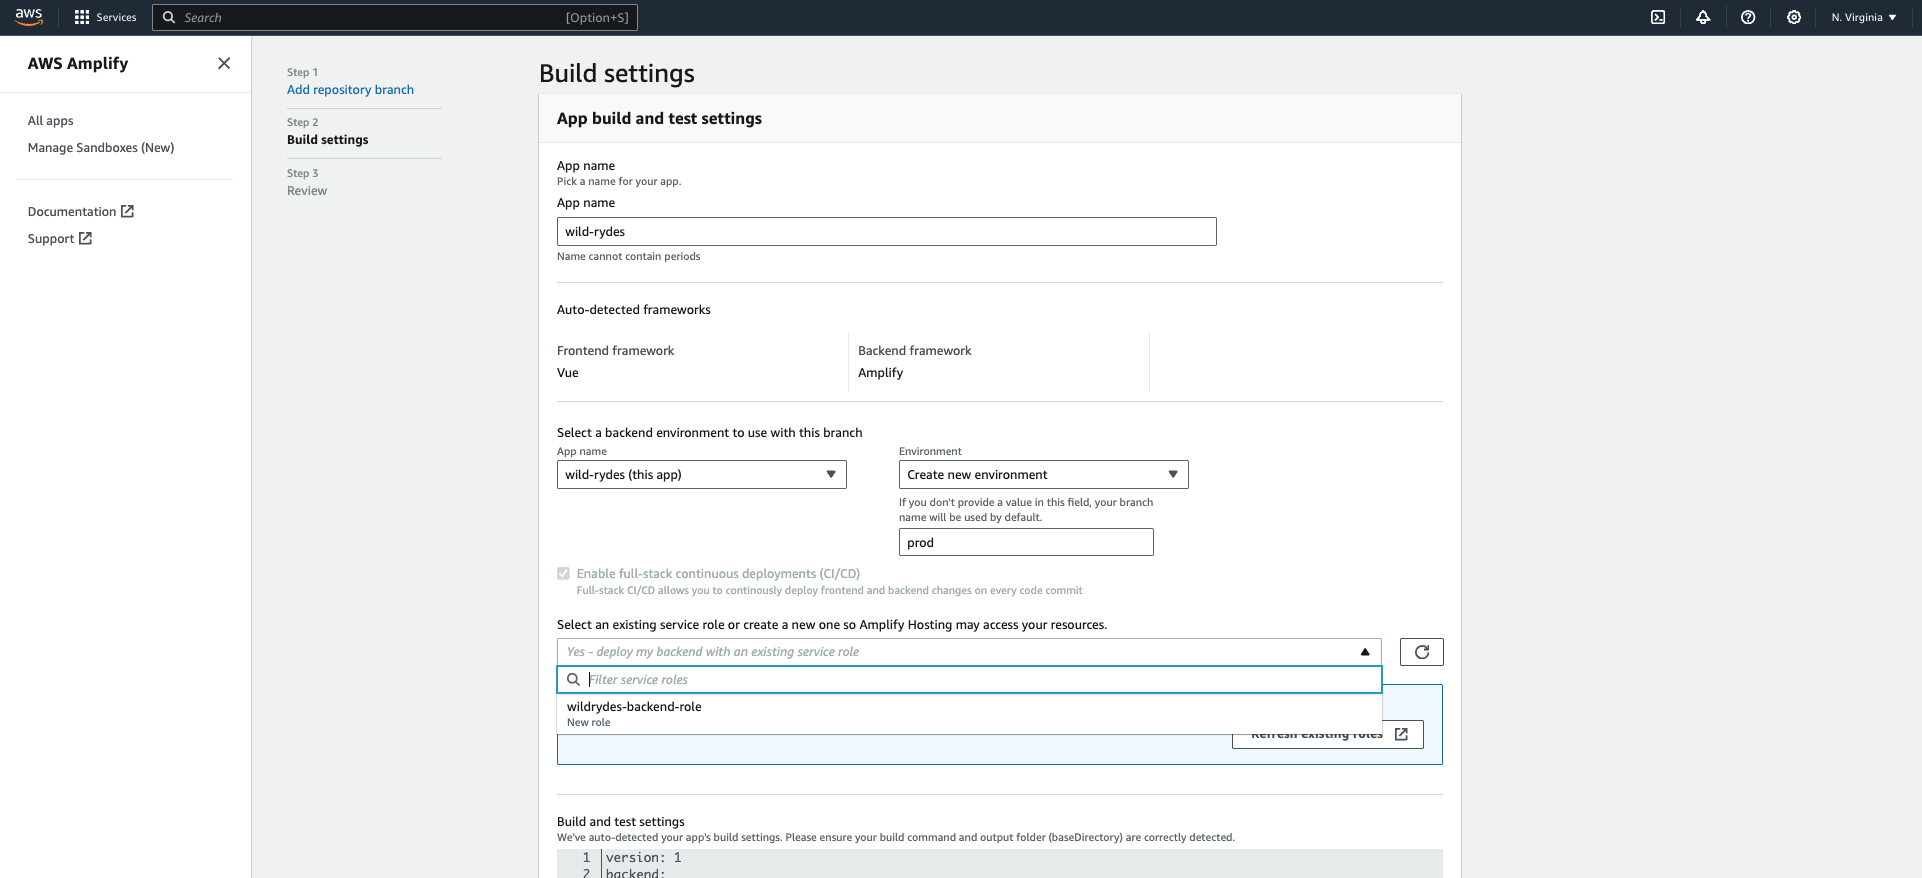 aws
Services
Search
[Option+S]
N. Virginia
AWS Amplify
All apps
Manage Sandboxes (New)
Documentation
Support
Step 1
Add repository branch
Step 2
Build settings
Step 3
Review
Build settings
App build and test settings
App name
Pick a name for your app.
App name
wild-rydes
Name cannot contain periods
Auto-detected frameworks
Frontend framework
Vue
Backend framework
Amplify
Select a backend environment to use with this branch
App name
wild-rydes (this app)
Environment
Create new environment
If you don't provide a value in this field, your branch
name will be used by default.
prod
Enable full-stack continuous deployments (CI/CD)
Full-stack CI/CD allows you to continously deploy frontend and backend changes on every code commit
Select an existing service role or create a new one so Amplify Hosting may access your resources.
Yes - deploy my backend with an existing service role
Filter service roles
wildrydes-backend-role
New role
Refresh existing roles
Build and test settings
We've auto-detected your app's build settings. Please ensure your build command and output folder (baseDirectory) are correctly detected.
1 version: 1
2 backend: